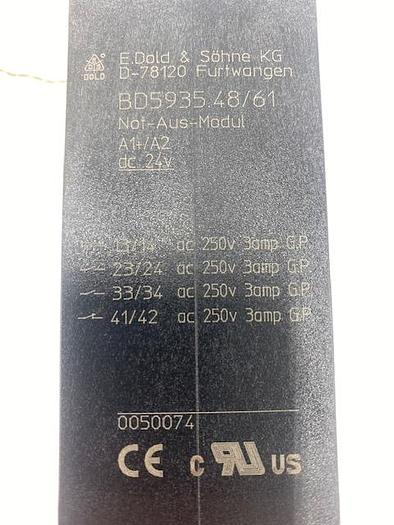 DOLD
E.Dold & Söhne KG
D-78120 Furtwangen
BD5935.48/61
Not-Aus-Modul
A1+/A2
dc 24v
13/14 ac 250v 3amp G.P.
23/24 ac 250v 3amp G.P.
33/34 ac 250v 3amp G.P.
41/42 ac 250v 3amp G.P.
0050074
CE c RU US